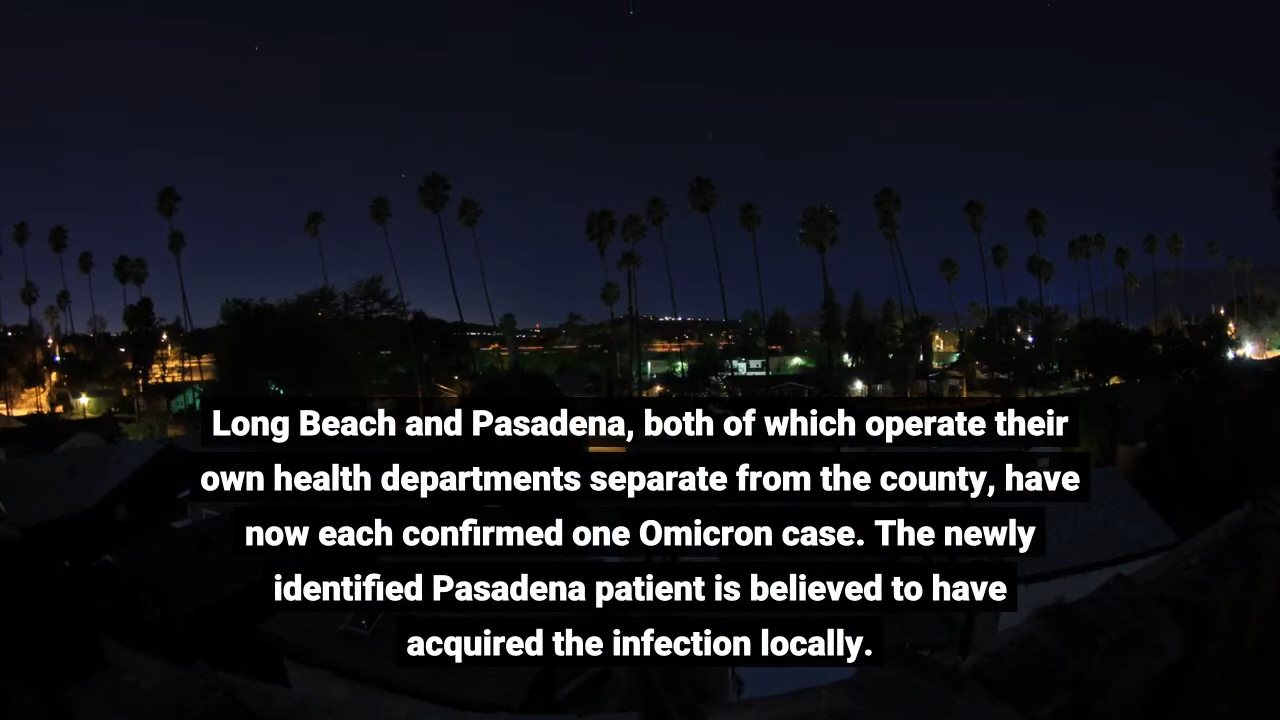 Long Beach and Pasadena, both of which operate their
own health departments separate from the county, have
now each confirmed one Omicron case. The newly
identified Pasadena patient is believed to have
acquired the infection locally.